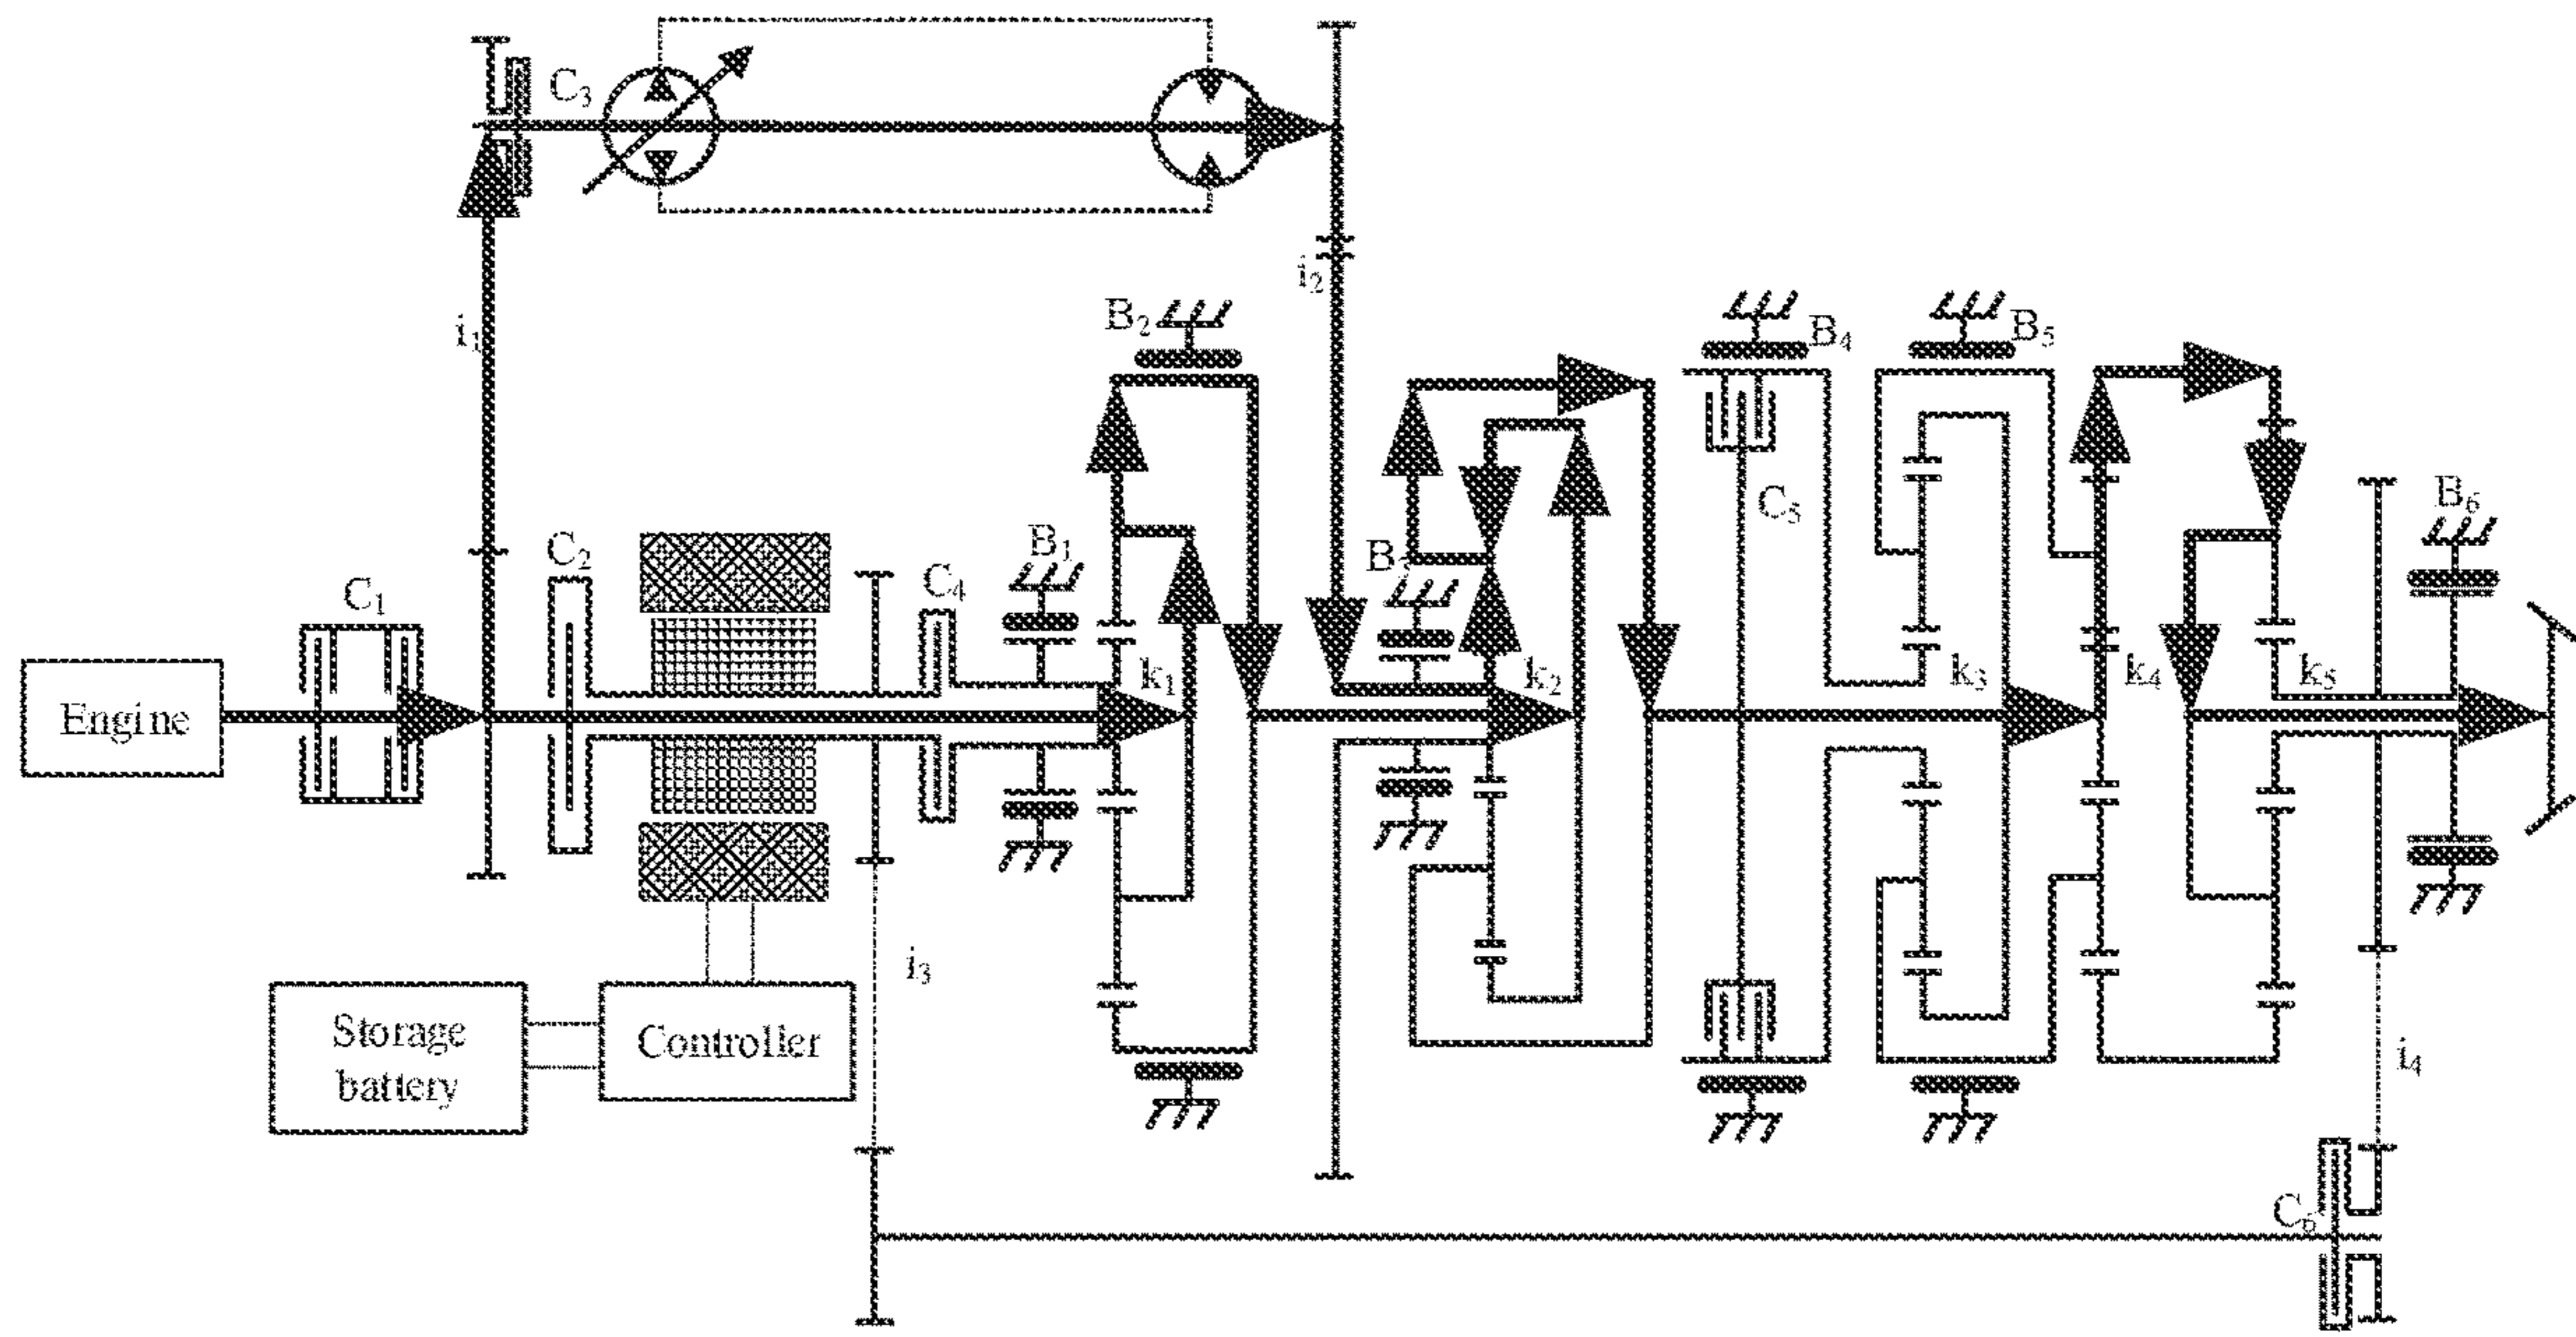 C₃
i₂
i₁
B₂
B₄
B₅
C₅
B₆
C₂
B₁
B₃
C₄
C₁
k₁
k₂
k₃
k₄
k₅
Engine
i₃
Storage
battery
Controller
i₄
C₆